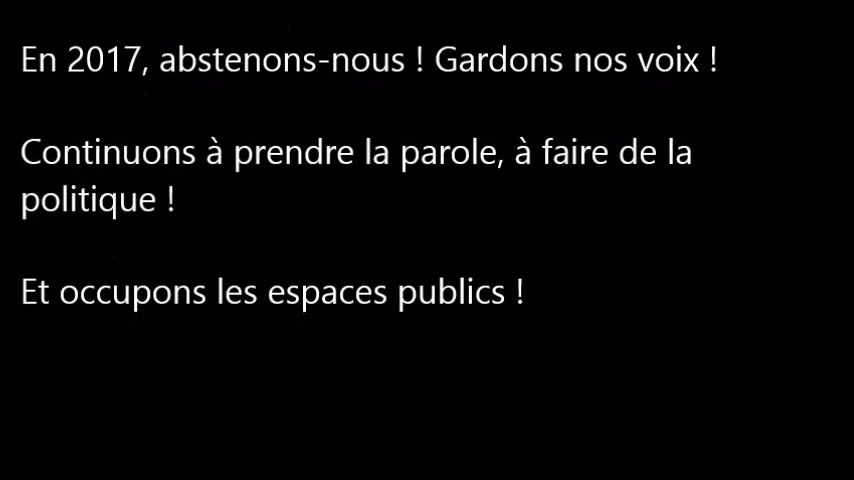 En 2017, abstenons-nous ! Gardons nos voix !
Continuons à prendre la parole, à faire de la
politique !
Et occupons les espaces publics !